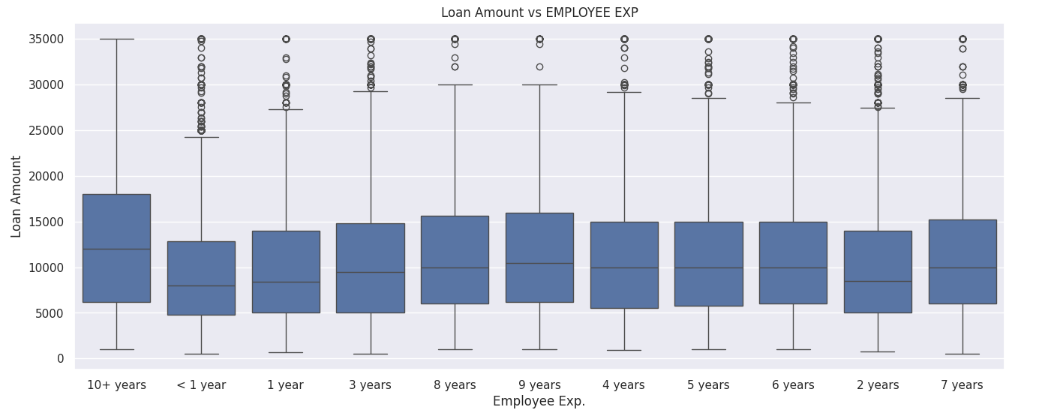 Loan Amount vs EMPLOYEE EXP
35000
30000
25000
20000
15000
10000
5000
0
Loan Amount
10+ years < 1 year 1 year 3 years 8 years 9 years 4 years 5 years 6 years 2 years 7 years
Employee Exp.